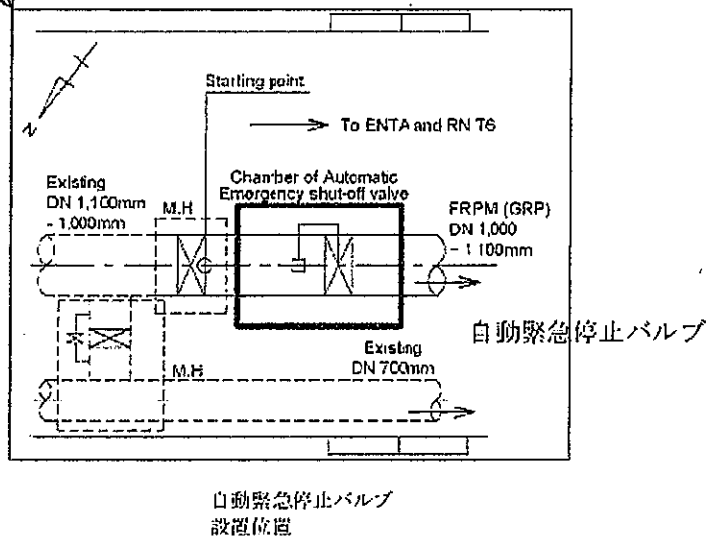 N
Starting point
To ENTA and RN T6
Existing
DN 1,100mm
- 1,000mm
M.H
Chamber of Automatic
Emergency shut-off valve
FRPM (GRP)
DN 1,000
- 1 100mm
自動緊急停止バルブ
M.H
Existing
DN 700mm
自動緊急停止バルブ
設置位置